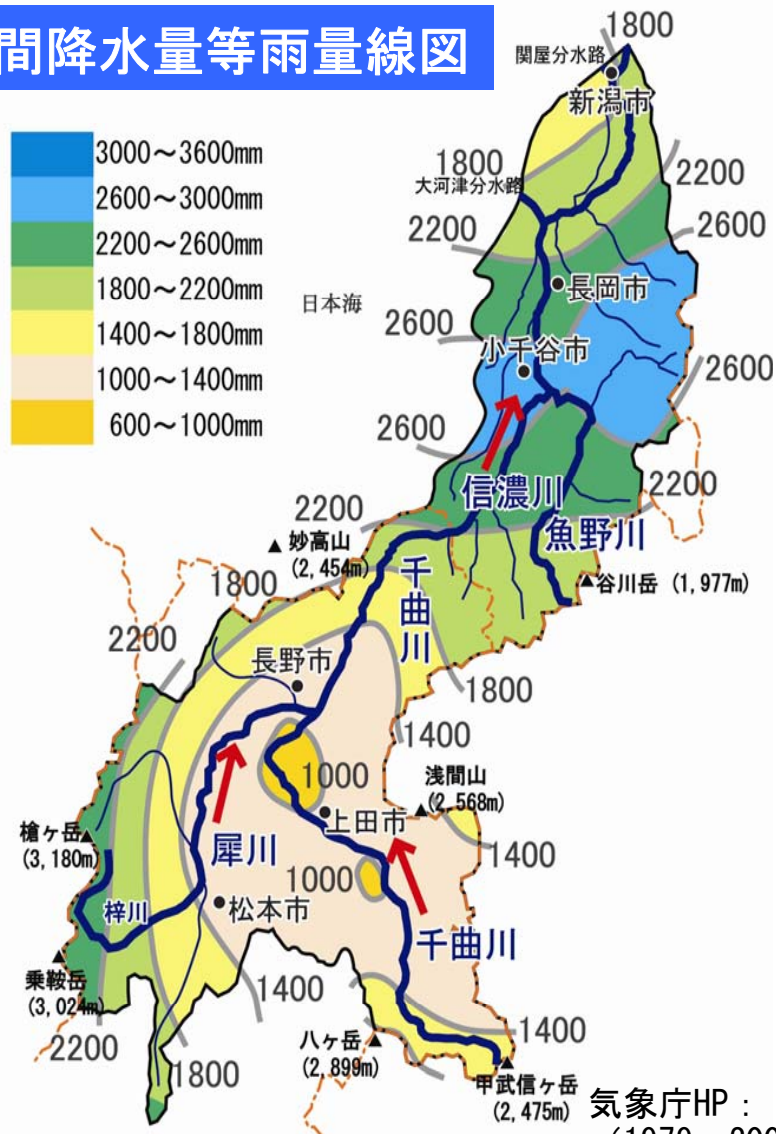 間降水量等雨量線図
3000～3600mm
2600～3000mm
2200～2600mm
1800～2200mm
1400～1800mm
1000～1400mm
600～1000mm
1800
関屋分水路
新潟市
1800
大河津分水路
2200
2200
2600
日本海
長岡市
2600
小千谷市
2600
2600
信濃川
2200
2200
魚野川
妙高山
(2,454m)
千曲川
谷川岳 (1,977m)
1800
2200
長野市
1800
1400
1000
浅間山
(2,568m)
上田市
槍ヶ岳
(3,180m)
犀川
1400
1000
梓川
松本市
千曲川
乗鞍岳
(3,024m)
1400
2200
八ヶ岳
(2,899m)
1400
1800
甲武信ヶ岳
(2,475m)
気象庁HP：